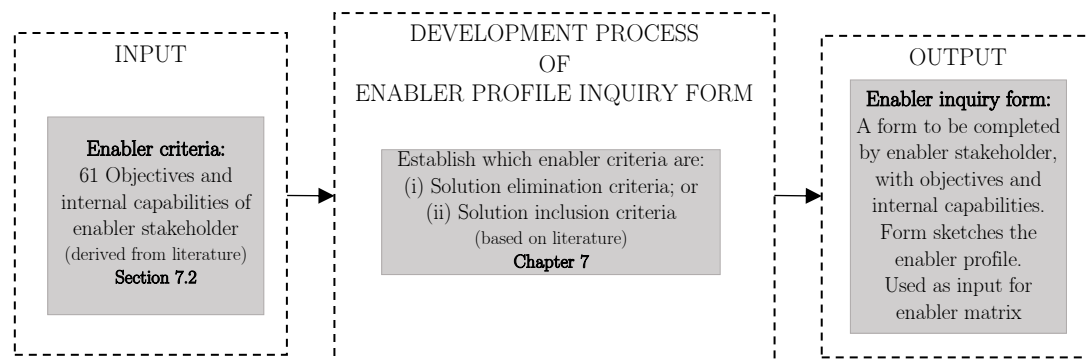 INPUT
Enabler criteria:
61 Objectives and
internal capabilities of
enabler stakeholder
(derived from literature)
Section 7.2
DEVELOPMENT PROCESS
OF
ENABLER PROFILE INQUIRY FORM
Establish which enabler criteria are:
(i) Solution elimination criteria; or
(ii) Solution inclusion criteria
(based on literature)
Chapter 7
OUTPUT
Enabler inquiry form:
A form to be completed
by enabler stakeholder,
with objectives and
internal capabilities.
Form sketches the
enabler profile.
Used as input for
enabler matrix